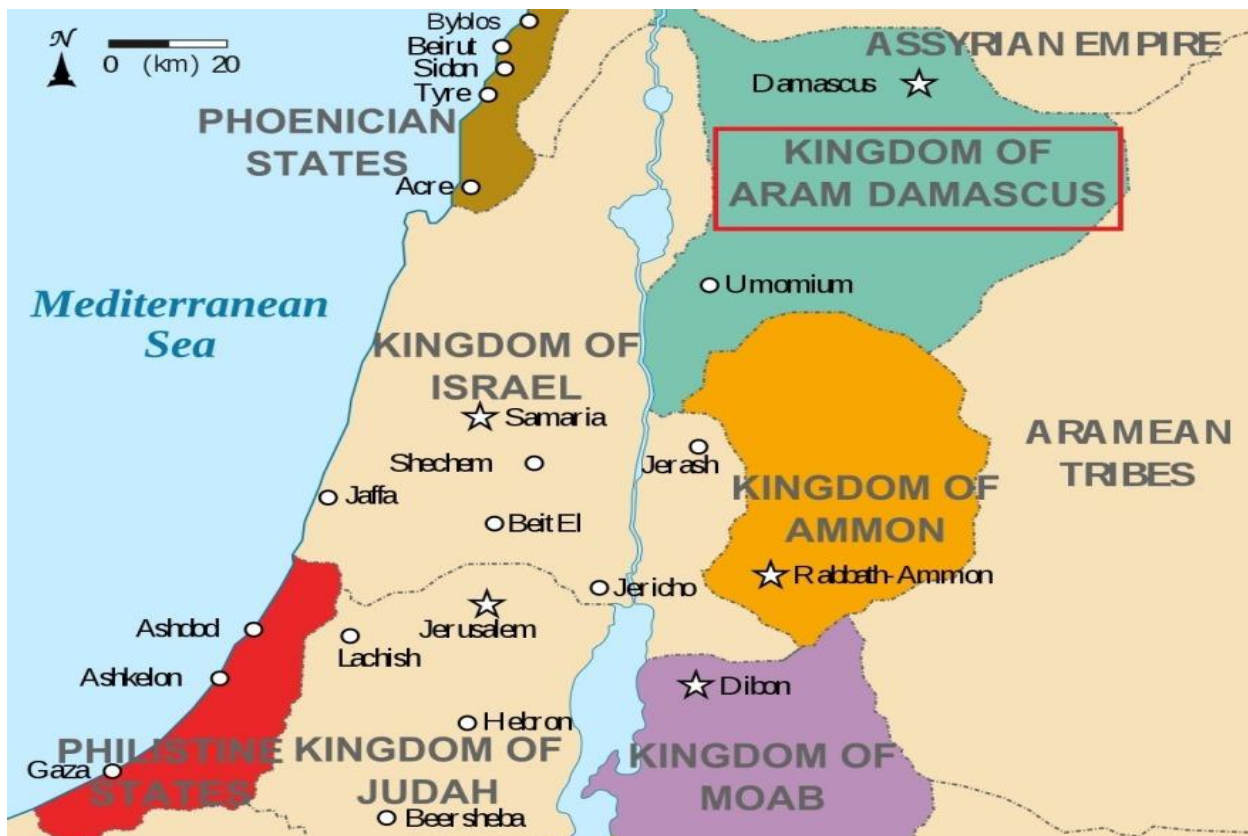 Byblos
N
Beirut
ASSYRIAN EMPIRE
0 (km) 20
Sidon
Damascus
Tyre
PHOENICIAN
STATES
KINGDOM OF
ARAM DAMASCUS
Acre
Umomium
Mediterranean
Sea
KINGDOM OF
ISRAEL
Samaria
ARAMEAN
TRIBES
Shechem
Jerash
KINGDOM OF
AMMON
Jaffa
Beit El
Rabbath-Ammon
Jericho
Jerusalem
Ashdod
Lachish
Ashkelon
Dibon
Hebron
PHILISTINE
STATES
KINGDOM OF
JUDAH
KINGDOM OF
MOAB
Gaza
Beersheba